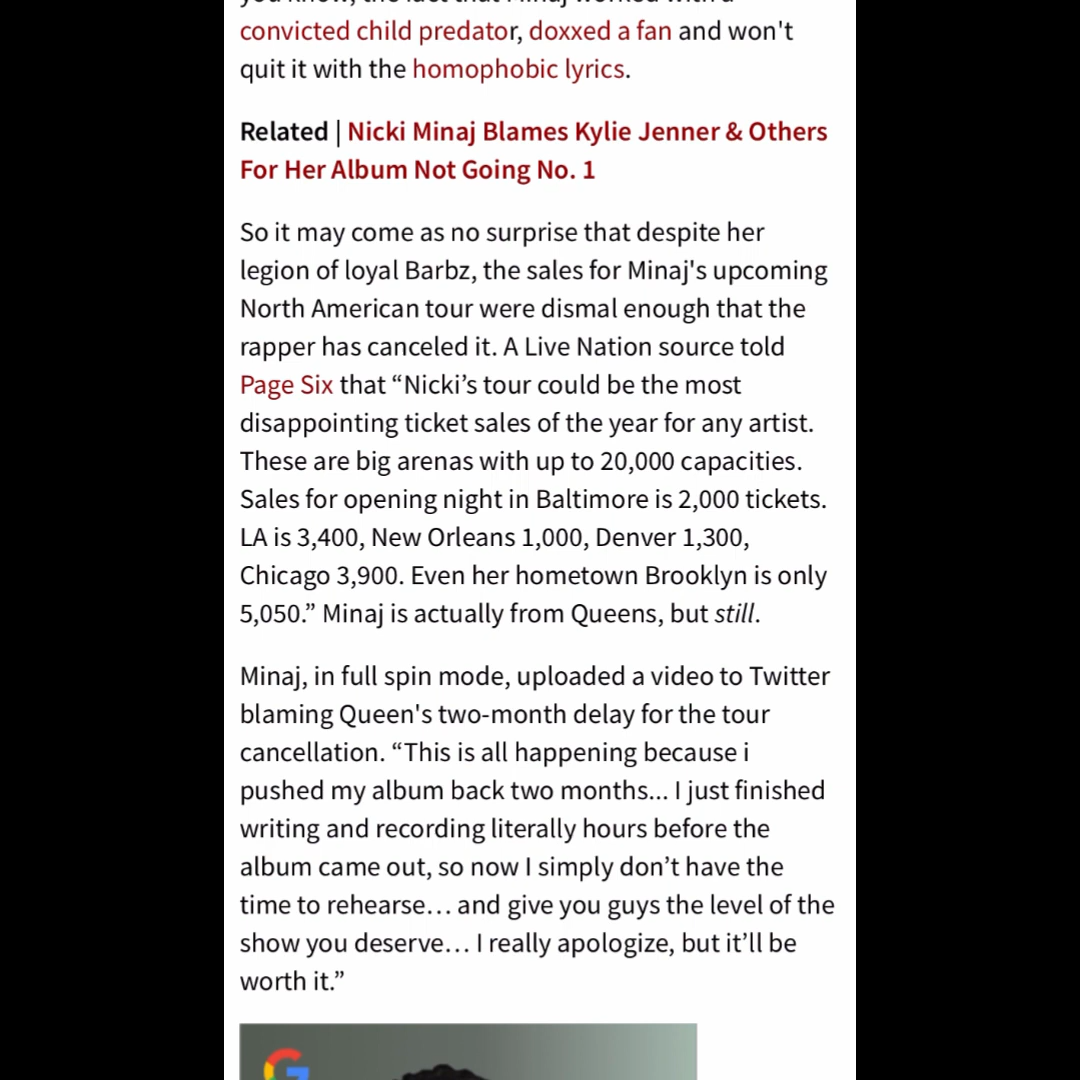 convicted child predator, doxxed a fan and won't
quit it with the homophobic lyrics.
Related | Nicki Minaj Blames Kylie Jenner & Others
For Her Album Not Going No. 1
So it may come as no surprise that despite her
legion of loyal Barbz, the sales for Minaj's upcoming
North American tour were dismal enough that the
rapper has canceled it. A Live Nation source told
Page Six that “Nicki’s tour could be the most
disappointing ticket sales of the year for any artist.
These are big arenas with up to 20,000 capacities.
Sales for opening night in Baltimore is 2,000 tickets.
LA is 3,400, New Orleans 1,000, Denver 1,300,
Chicago 3,900. Even her hometown Brooklyn is only
5,050.” Minaj is actually from Queens, but still.
Minaj, in full spin mode, uploaded a video to Twitter
blaming Queen's two-month delay for the tour
cancellation. “This is all happening because i
pushed my album back two months... I just finished
writing and recording literally hours before the
album came out, so now I simply don’t have the
time to rehearse… and give you guys the level of the
show you deserve… I really apologize, but it’ll be
worth it.”